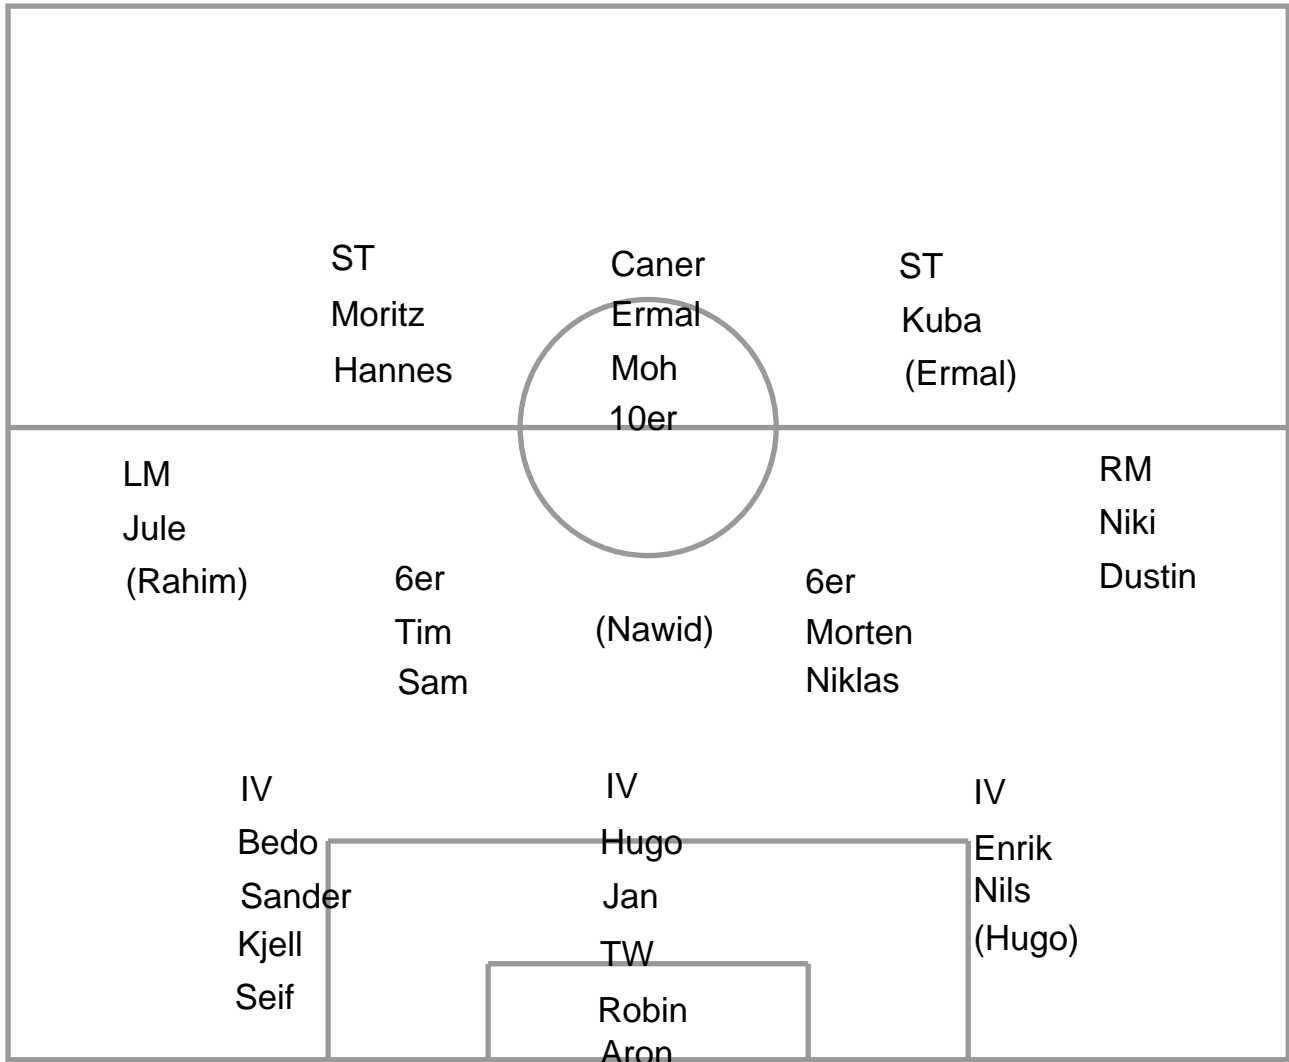 ST
Moritz
Hannes
Caner
Ermal
Moh
10er
ST
Kuba
(Ermal)
LM
Jule
(Rahim)
6er
Tim
Sam
(Nawid)
6er
Morten
Niklas
RM
Niki
Dustin
IV
Bedo
Sander
Kjell
Seif
IV
Hugo
Jan
TW
Robin
Aron
IV
Enrik
Nils
(Hugo)